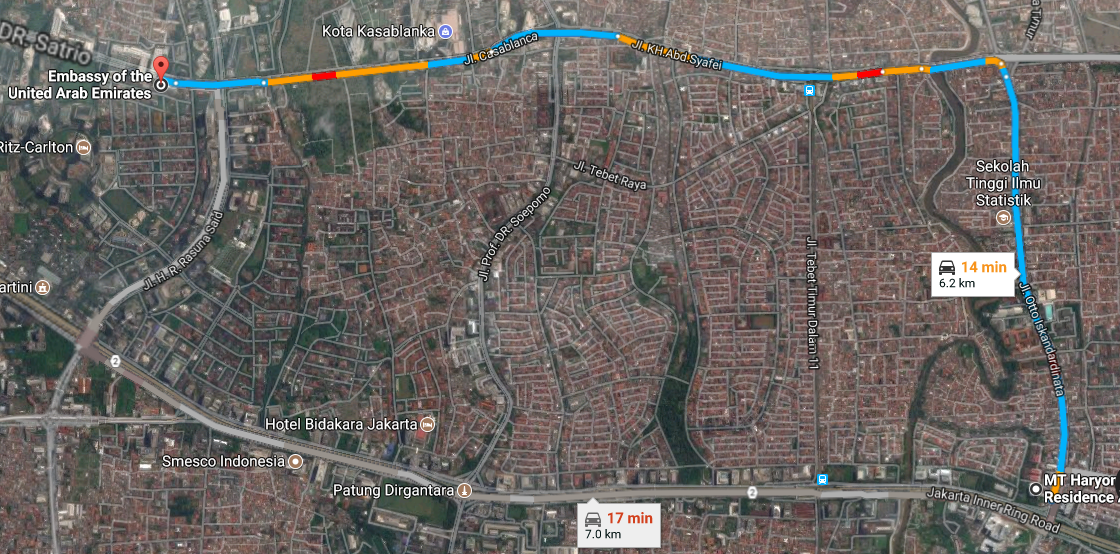 DR. Satrio
Kota Kasablanka
Jl. Casablanca
Jl. KH Abd. Syafei
Embassy of the
United Arab Emirates
Ritz-Carlton
Jl. Tebet Raya
Sekolah
Tinggi Ilmu
Statistik
Jl. H. R. Rasuna Said
Jl. Prof. DR. Soepomo
Jl. Tebet Timur Dalam 11
14 min
6.2 km
artini
Jl. Otto Iskandardinata
2
Hotel Bidakara Jakarta
Smesco Indonesia
Patung Dirgantara
2
MT Haryor
Residence
Jakarta Inner Ring Road
17 min
7.0 km